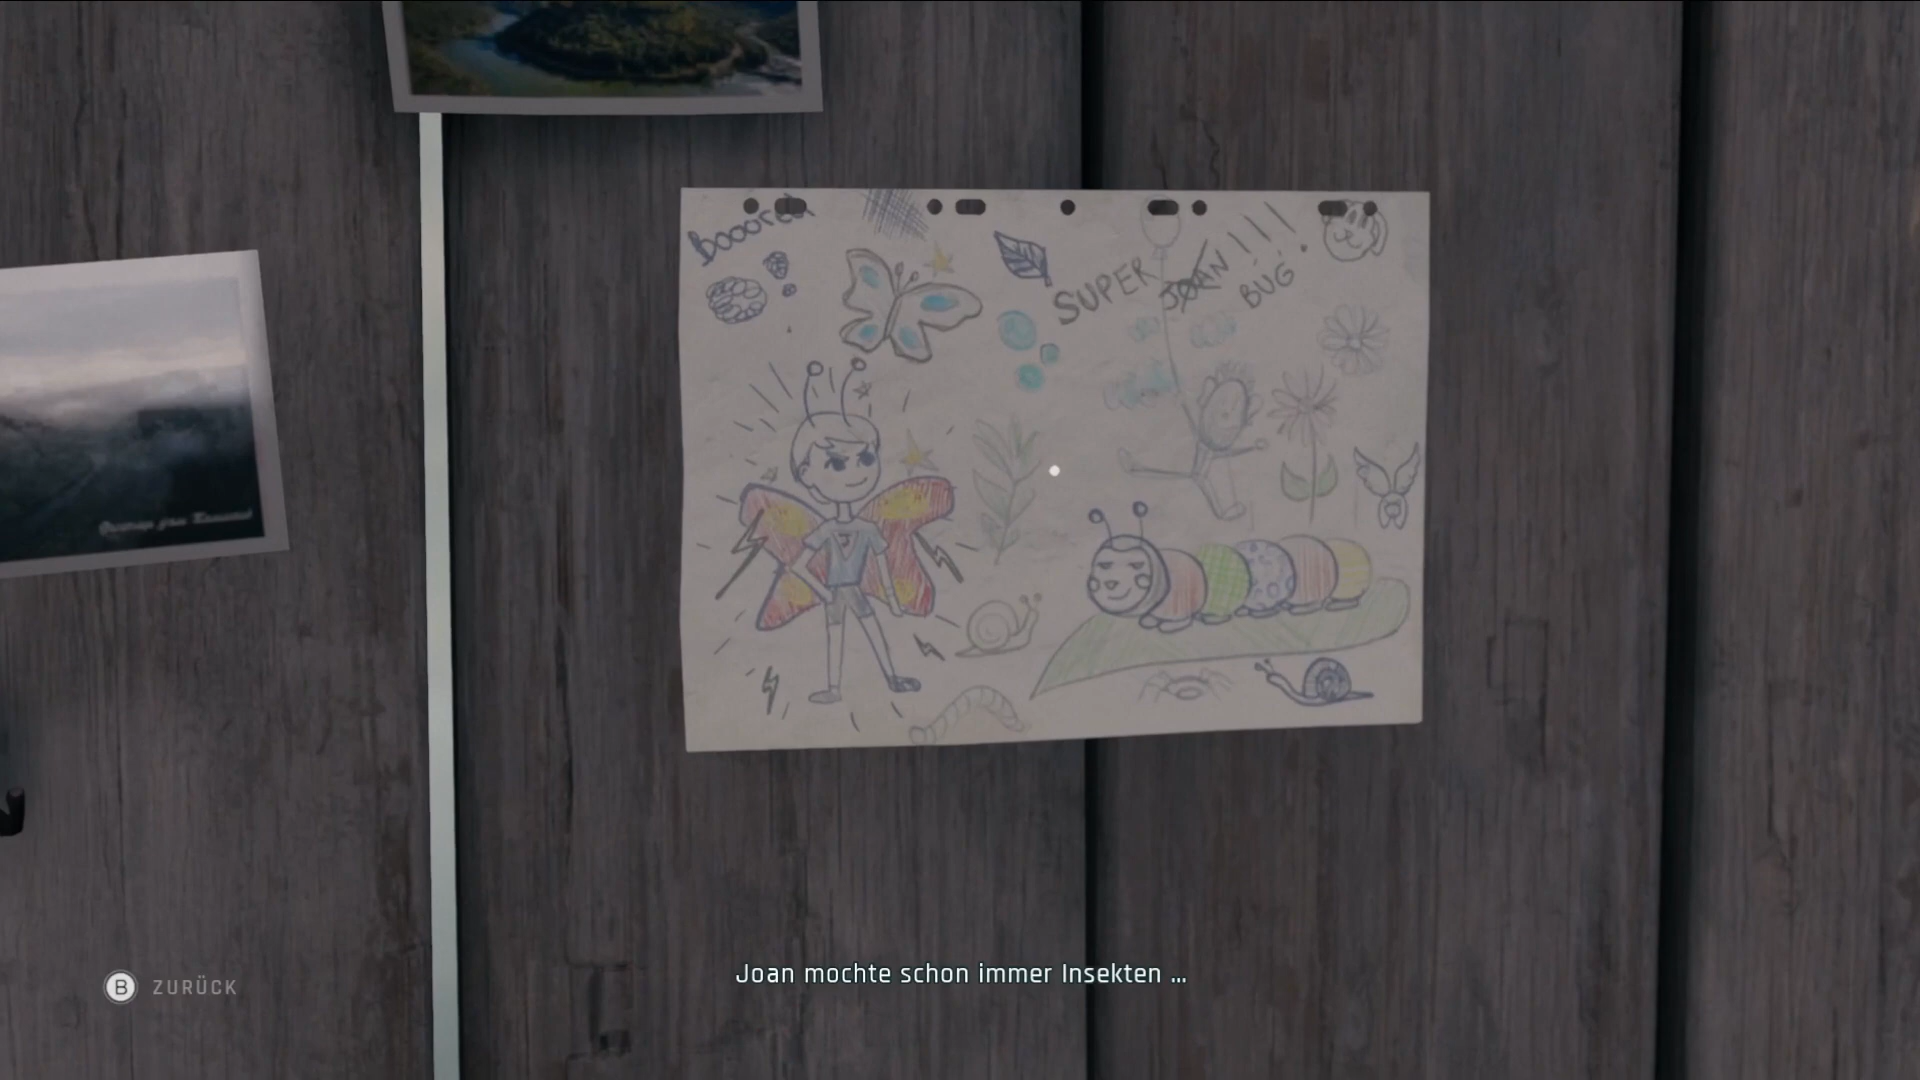 SUPER JOAN !!!
BUG
Joan mochte schon immer Insekten ...
B ZURÜCK